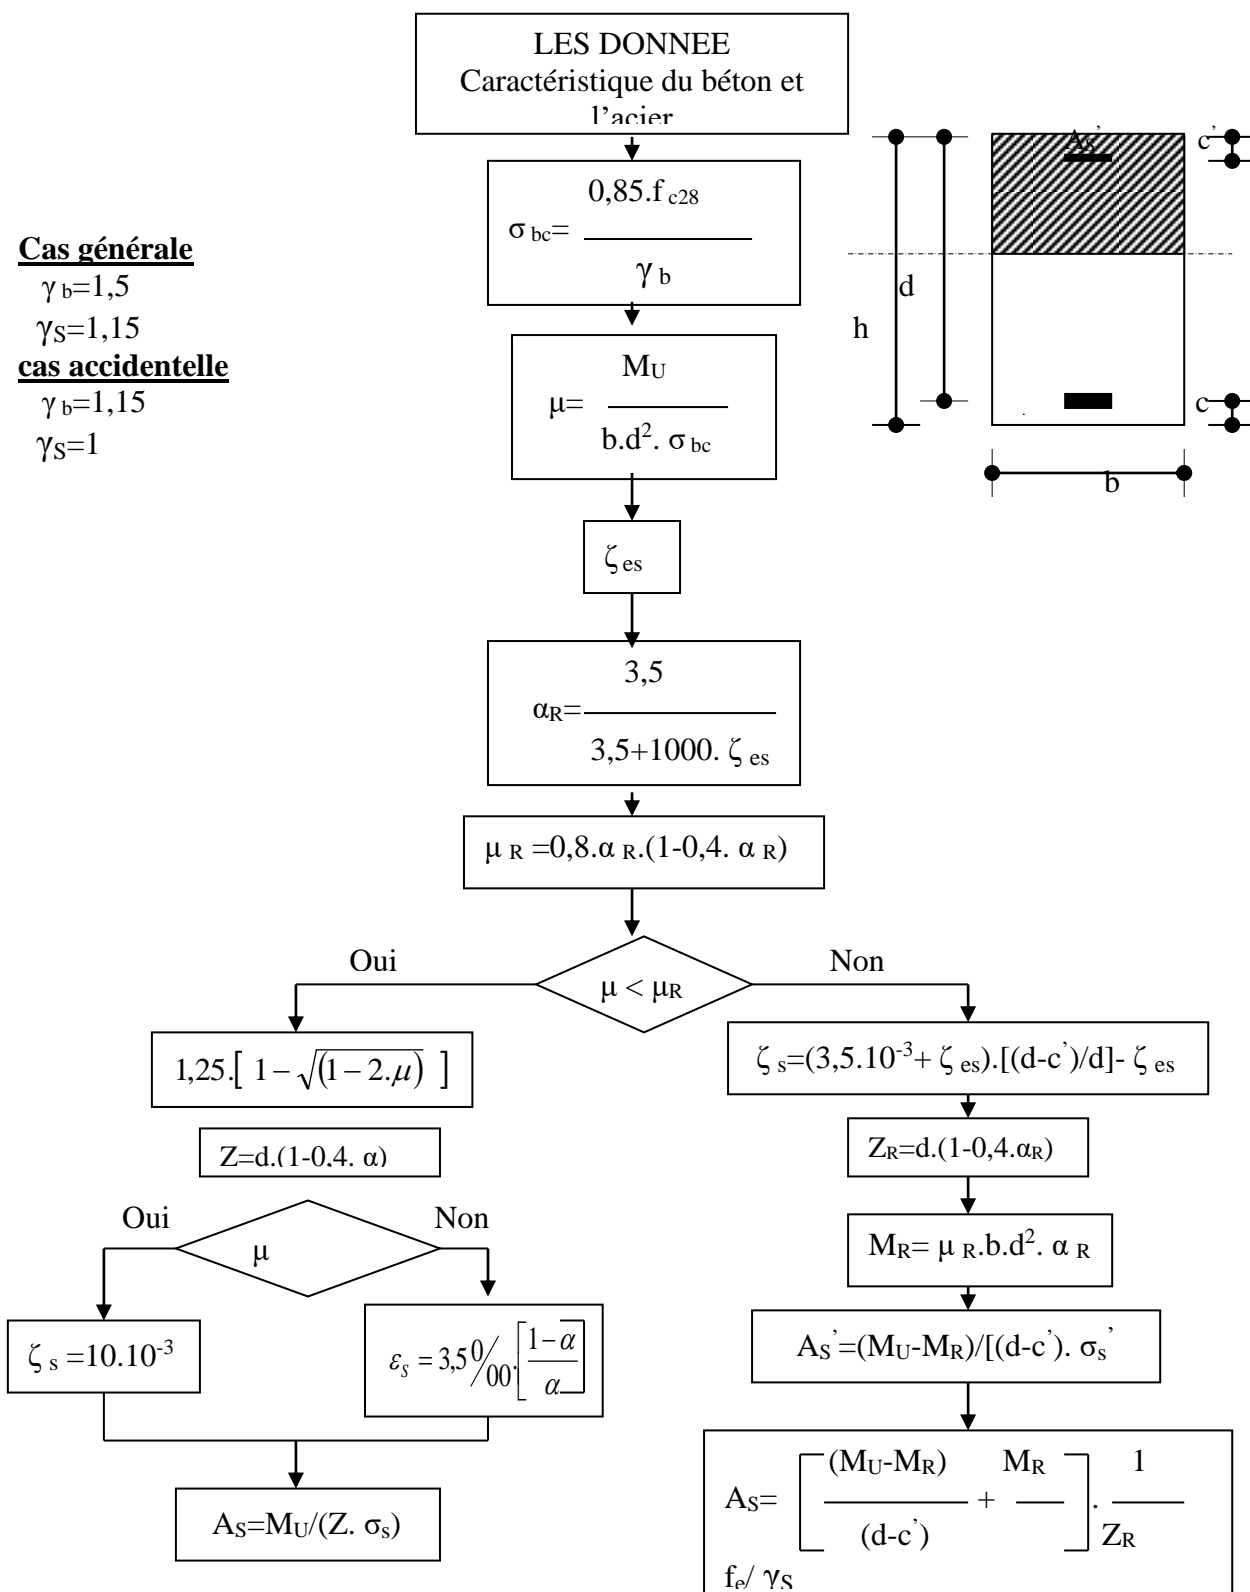 LES DONNEE
Caractéristique du béton et
l'acier
0,85.f c28
σ bc=
γ b
Cas générale
γ b=1,5
γS=1,15
cas accidentelle
γ b=1,15
γS=1
As'
c'
d
h
c
b
MU
μ=
b.d². σ bc
ζ es
3,5
αR=
3,5+1000. ζ es
μ R =0,8.α R.(1-0,4. α R)
Oui
μ < μR
Non
1,25.[ 1-√(1-2.μ) ]
Z=d.(1-0,4. α)
Oui
μ
Non
ζ s =10.10⁻³
εS = 3,5 0/00.[(1-α)/α]
AS=MU/(Z. σs)
ζ s=(3,5.10⁻³+ ζ es).[(d-c')/d]- ζ es
ZR=d.(1-0,4.αR)
MR= μ R.b.d². α R
AS'=(MU-MR)/[(d-c'). σs'
(MU-MR) MR 1
AS= [ + ] .
(d-c') ZR
fe/ γS